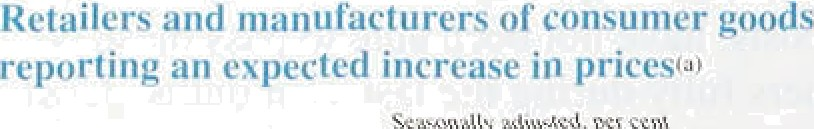 Retailers and manufacturers of consumer goods
reporting an expected increase in prices(a)
Seasonally adjusted, per cent